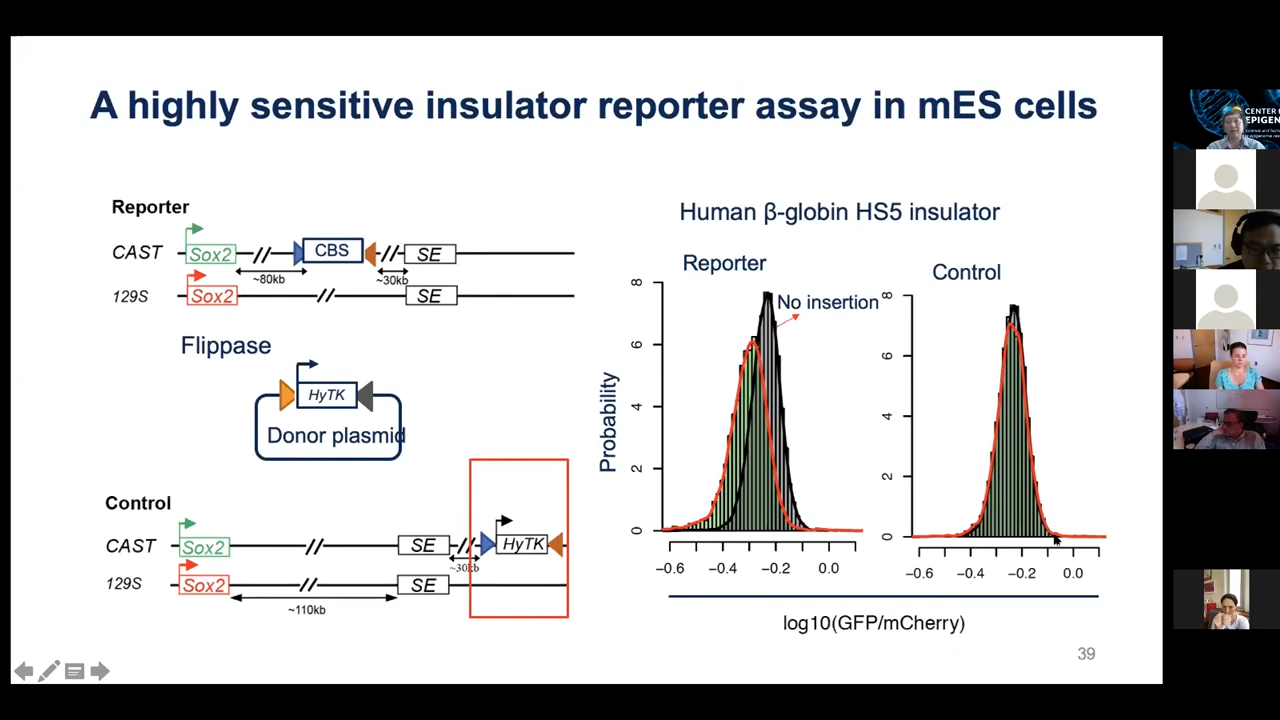 A highly sensitive insulator reporter assay in mES cells
Reporter
CAST
Sox2
//
CBS
//
SE
~80kb
~30kb
129S
Sox2
//
SE
Flippase
HyTK
Donor plasmid
Control
CAST
Sox2
//
SE
//
HyTK
~30kb
129S
Sox2
//
SE
~110kb
Human β-globin HS5 insulator
Reporter
Control
No insertion
Probability
8
6
4
2
0
−0.6 −0.4 −0.2 0.0
8
6
4
2
0
−0.6 −0.4 −0.2 0.0
log10(GFP/mCherry)
39
CENTER
EPIGEN